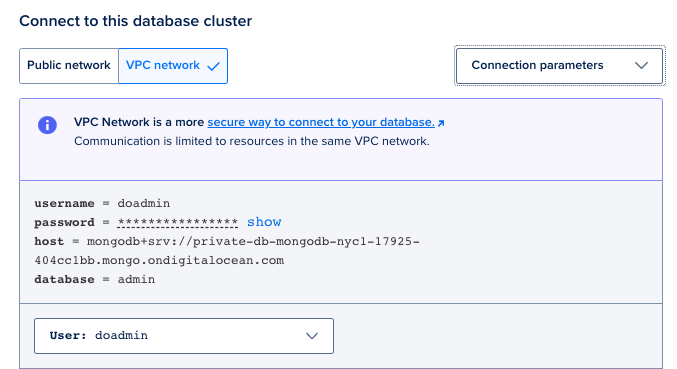 Connect to this database cluster
Public network
VPC network
Connection parameters
VPC Network is a more secure way to connect to your database.
Communication is limited to resources in the same VPC network.
username = doadmin
password = **************** show
host = mongodb+srv://private-db-mongodb-nyc1-17925-
404cc1bb.mongo.ondigitalocean.com
database = admin
User: doadmin